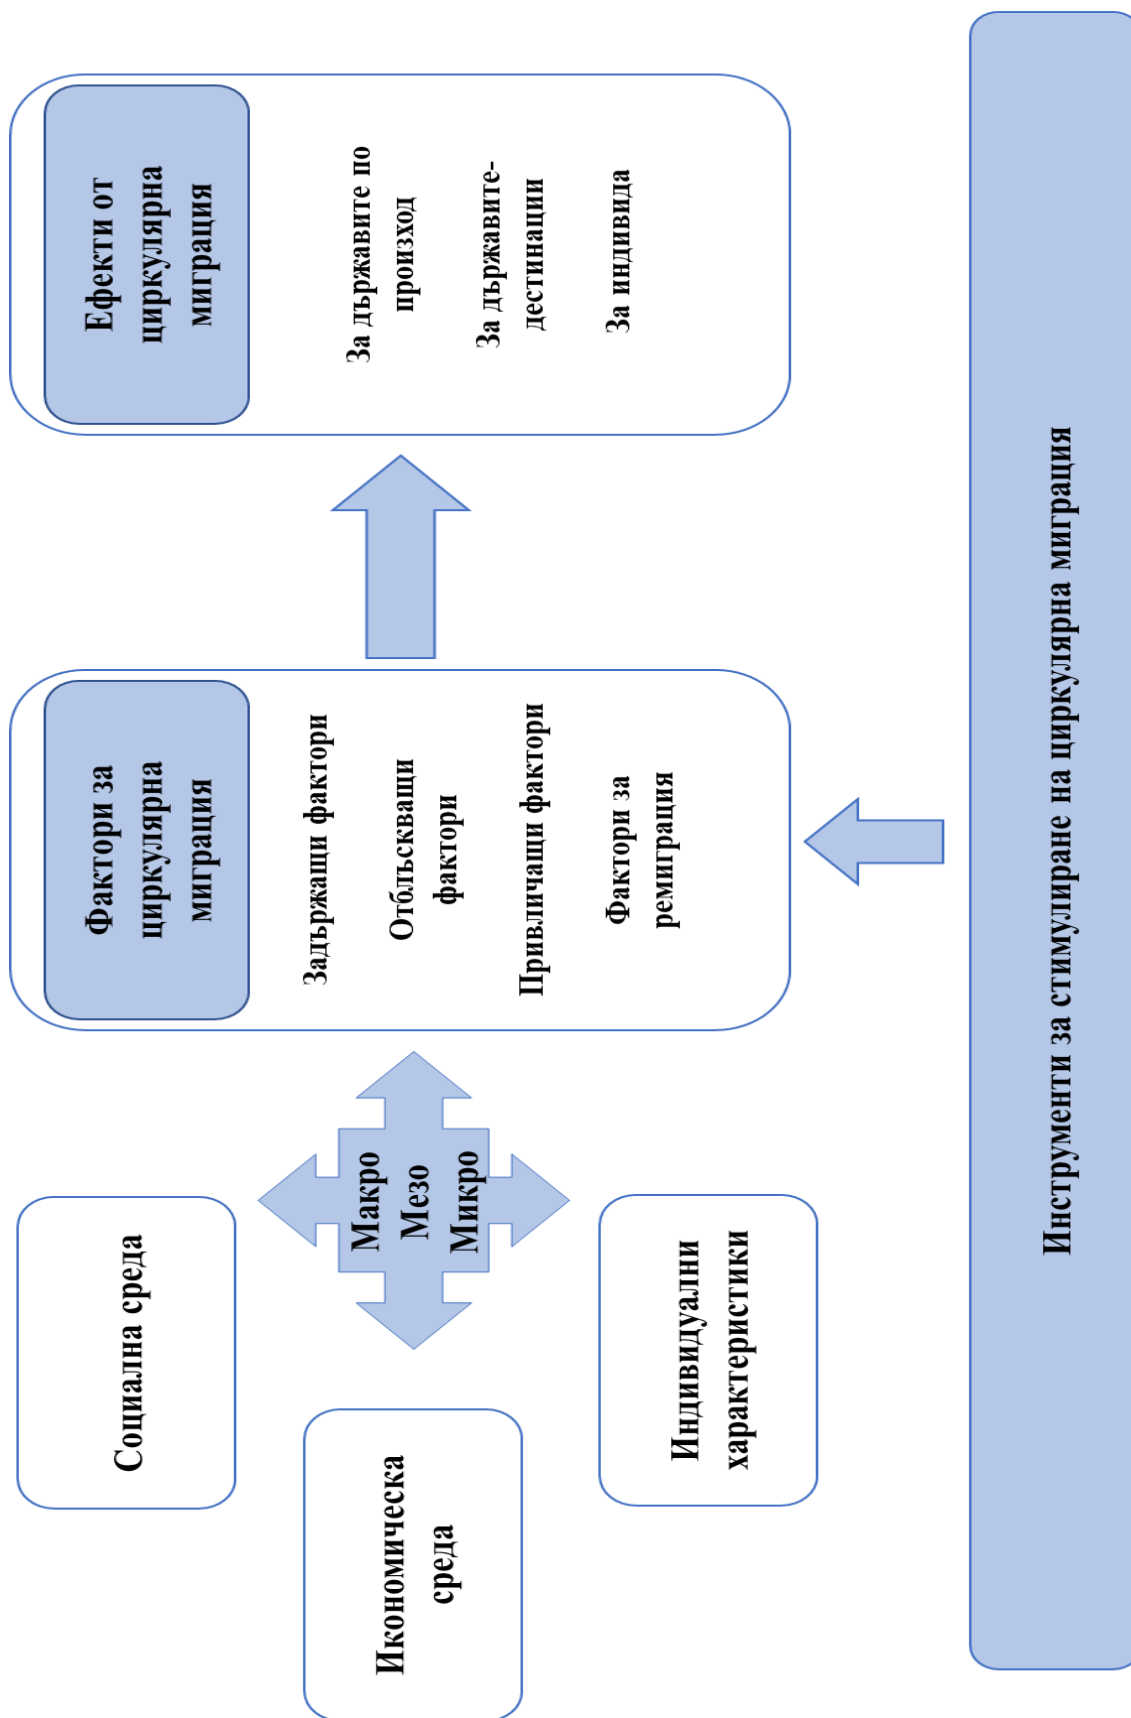 Социална среда
Икономическа
среда
Индивидуални
характеристики
Макро
Мезо
Микро
Фактори за
циркулярна
миграция
Задържащи фактори
Отблъскващи
фактори
Привличащи фактори
Фактори за
ремиграция
Ефекти от
циркулярна
миграция
За държавите по
произход
За държавите-
дестинации
За индивида
Инструменти за стимулиране на циркулярна миграция